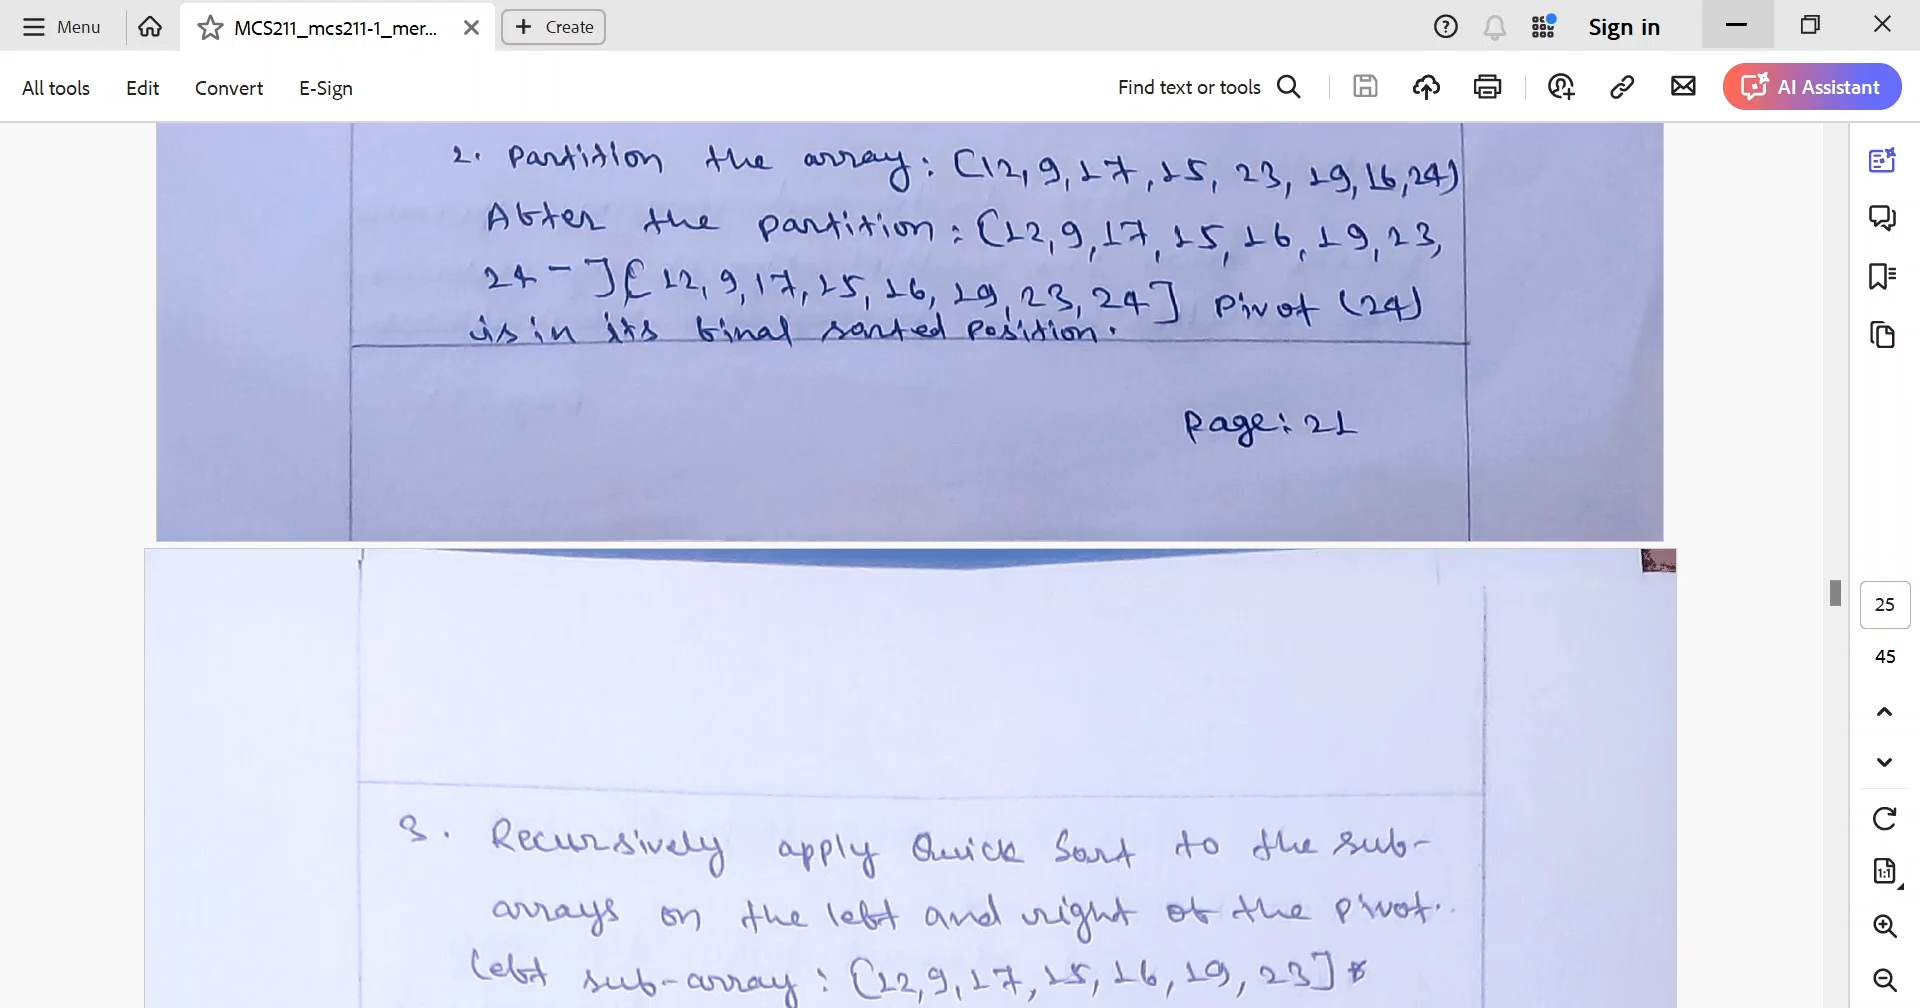 Menu
MCS211_mcs211-1_mer...
Create
Sign in
All tools
Edit
Convert
E-Sign
Find text or tools
AI Assistant
2. Partition the array: [12, 9, 17, 15, 23, 19, 16, 24)
After the partition: [12, 9, 17, 15, 16, 19, 23,
24 - ] [12, 9, 17, 15, 16, 19, 23, 24] Pivot (24)
is in its final sorted position.
Page: 21
3. Recursively apply Quick Sort to the sub-
arrays on the left and right of the pivot.
Left sub-array: [12, 9, 17, 15, 16, 19, 23]
25
45
1:1